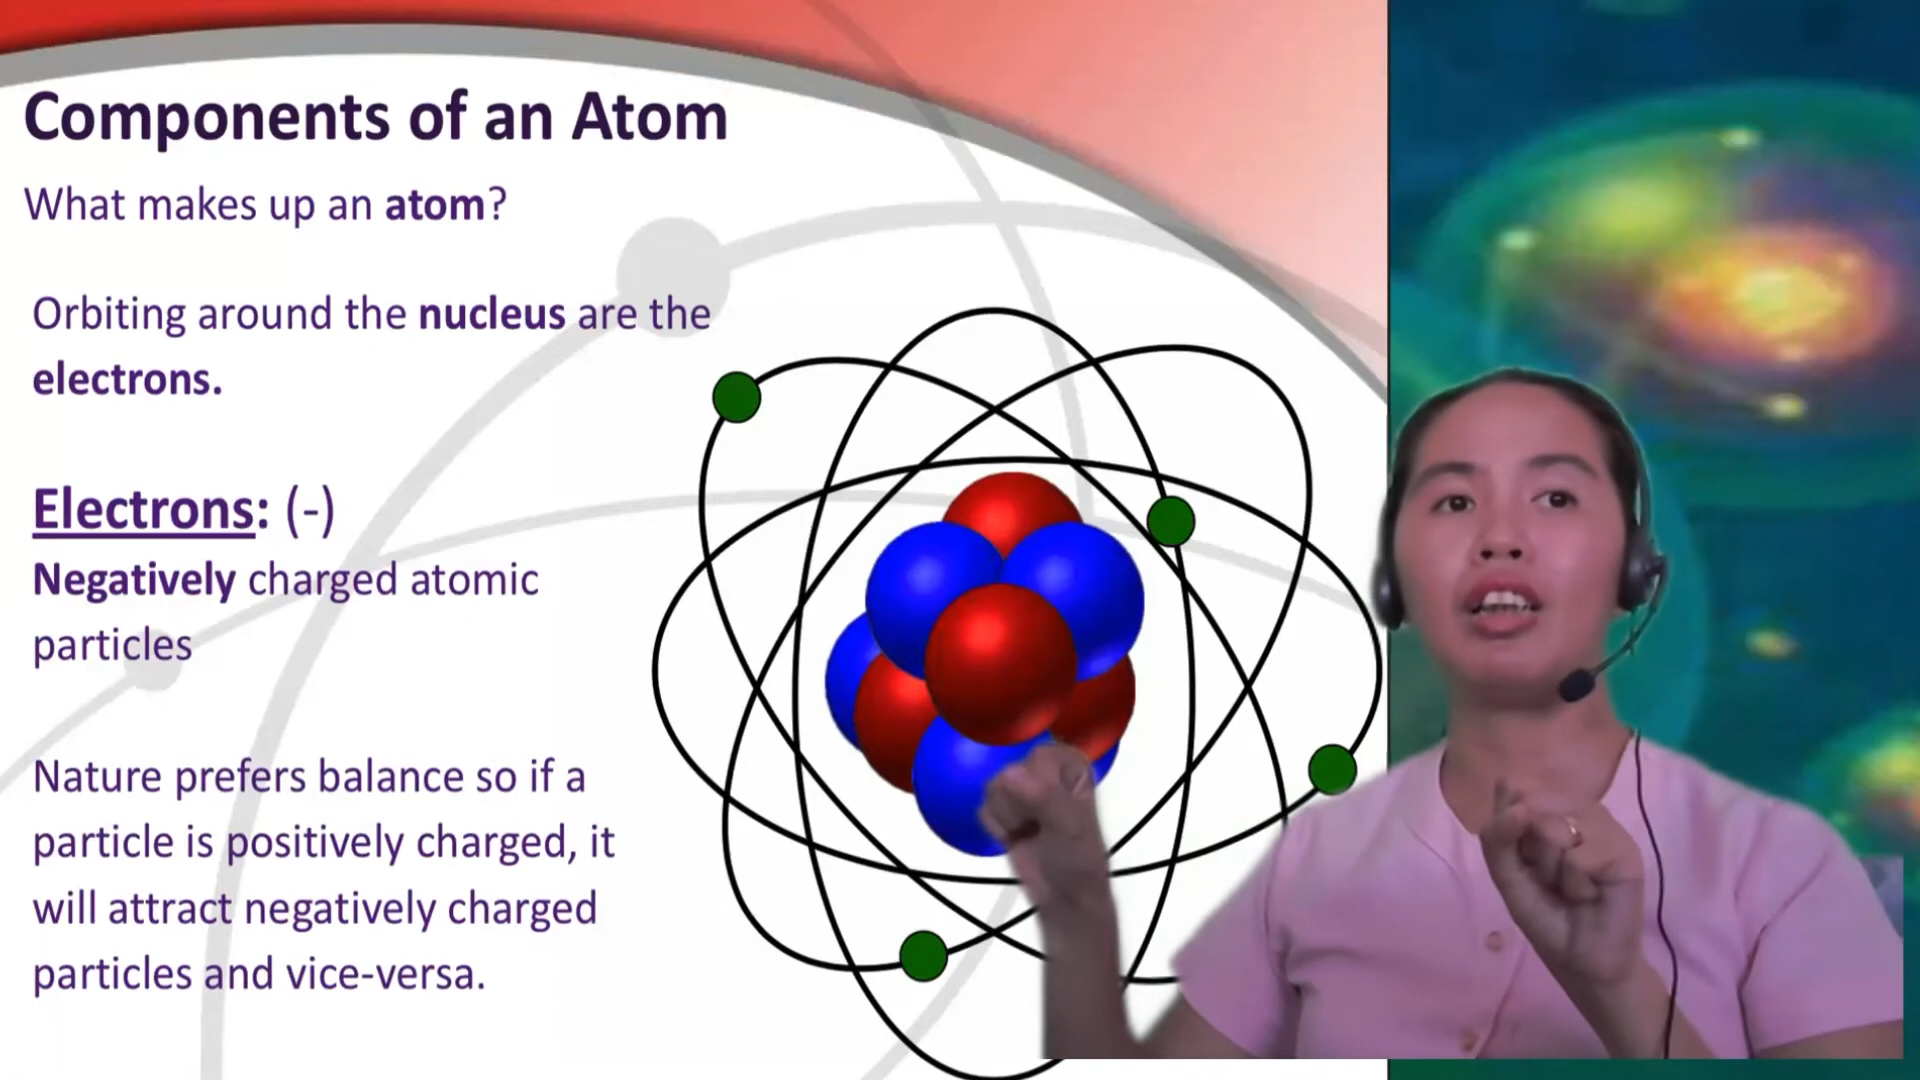 Components of an Atom
What makes up an atom?
Orbiting around the nucleus are the
electrons.
Electrons: (-)
Negatively charged atomic
particles
Nature prefers balance so if a
particle is positively charged, it
will attract negatively charged
particles and vice-versa.